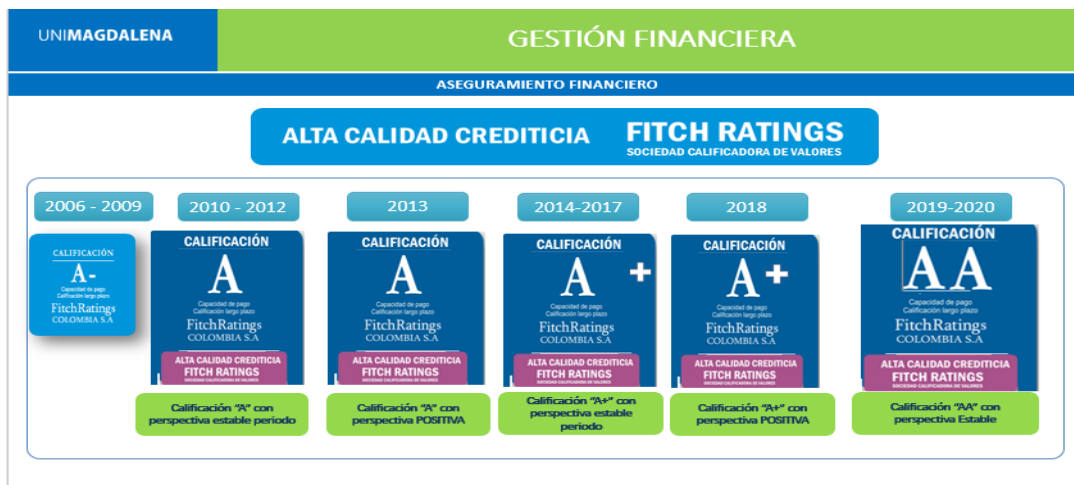 UNIMAGDALENA
GESTIÓN FINANCIERA
ASEGURAMIENTO FINANCIERO
ALTA CALIDAD CREDITICIA
FITCH RATINGS
SOCIEDAD CALIFICADORA DE VALORES
2006 - 2009
CALIFICACIÓN
A-
Capacidad de pago
Calificación largo plazo
FitchRatings
COLOMBIA S.A
2010 - 2012
CALIFICACIÓN
A
Capacidad de pago
Calificación largo plazo
FitchRatings
COLOMBIA S.A
ALTA CALIDAD CREDITICIA
FITCH RATINGS
SOCIEDAD CALIFICADORA DE VALORES
Calificación "A" con
perspectiva estable periodo
2013
CALIFICACIÓN
A
Capacidad de pago
Calificación largo plazo
FitchRatings
COLOMBIA S.A
ALTA CALIDAD CREDITICIA
FITCH RATINGS
SOCIEDAD CALIFICADORA DE VALORES
Calificación "A" con
perspectiva POSITIVA
2014-2017
CALIFICACIÓN
A +
Capacidad de pago
Calificación largo plazo
FitchRatings
COLOMBIA S.A
ALTA CALIDAD CREDITICIA
FITCH RATINGS
SOCIEDAD CALIFICADORA DE VALORES
Calificación "A+" con
perspectiva estable
periodo
2018
CALIFICACIÓN
A+
Capacidad de pago
Calificación largo plazo
FitchRatings
COLOMBIA S.A
ALTA CALIDAD CREDITICIA
FITCH RATINGS
SOCIEDAD CALIFICADORA DE VALORES
Calificación "A+" con
perspectiva POSITIVA
2019-2020
CALIFICACIÓN
AA
Capacidad de pago
Calificación largo plazo
FitchRatings
COLOMBIA S.A
ALTA CALIDAD CREDITICIA
FITCH RATINGS
SOCIEDAD CALIFICADORA DE VALORES
Calificación "AA" con
perspectiva Estable